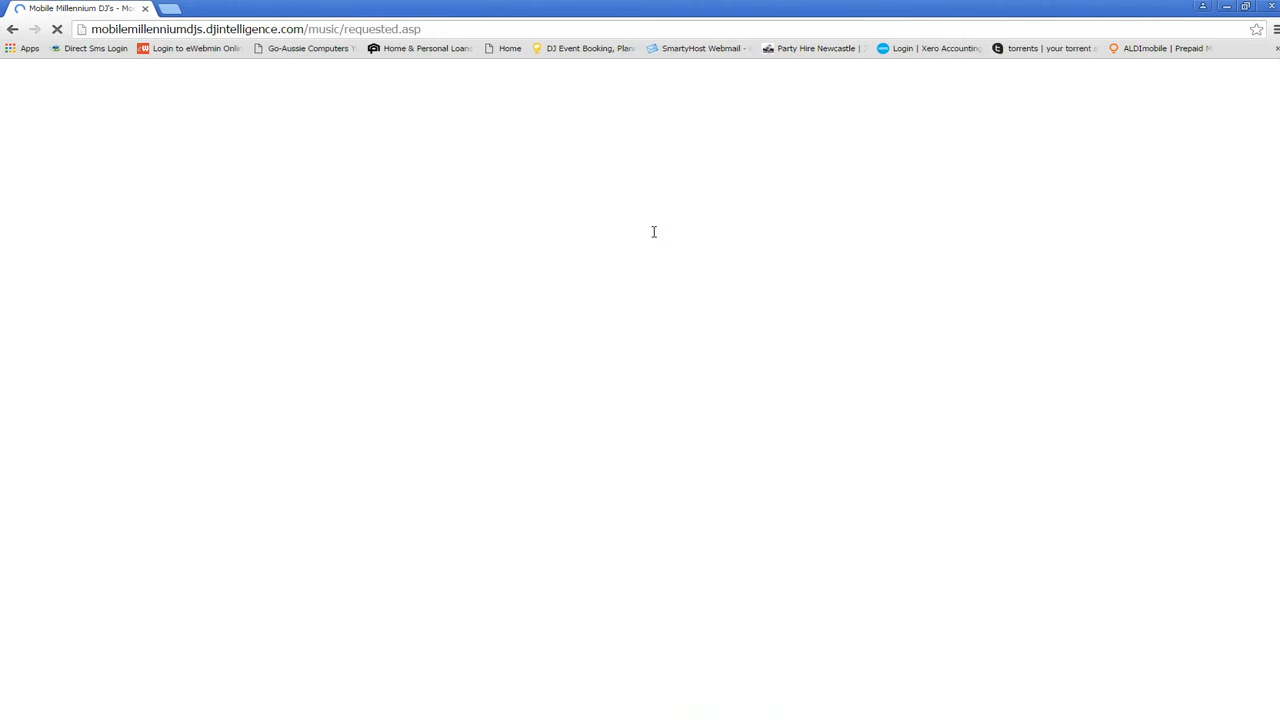 Mobile Millennium DJ's - Mo
mobilemillenniumdjs.djintelligence.com/music/requested.asp
Apps Direct Sms Login Login to eWebmin Onli Go-Aussie Computers Home & Personal Loans Home DJ Event Booking, Plan SmartyHost Webmail - Party Hire Newcastle | Login | Xero Accounting torrents | your torrent ALDImobile | Prepaid M